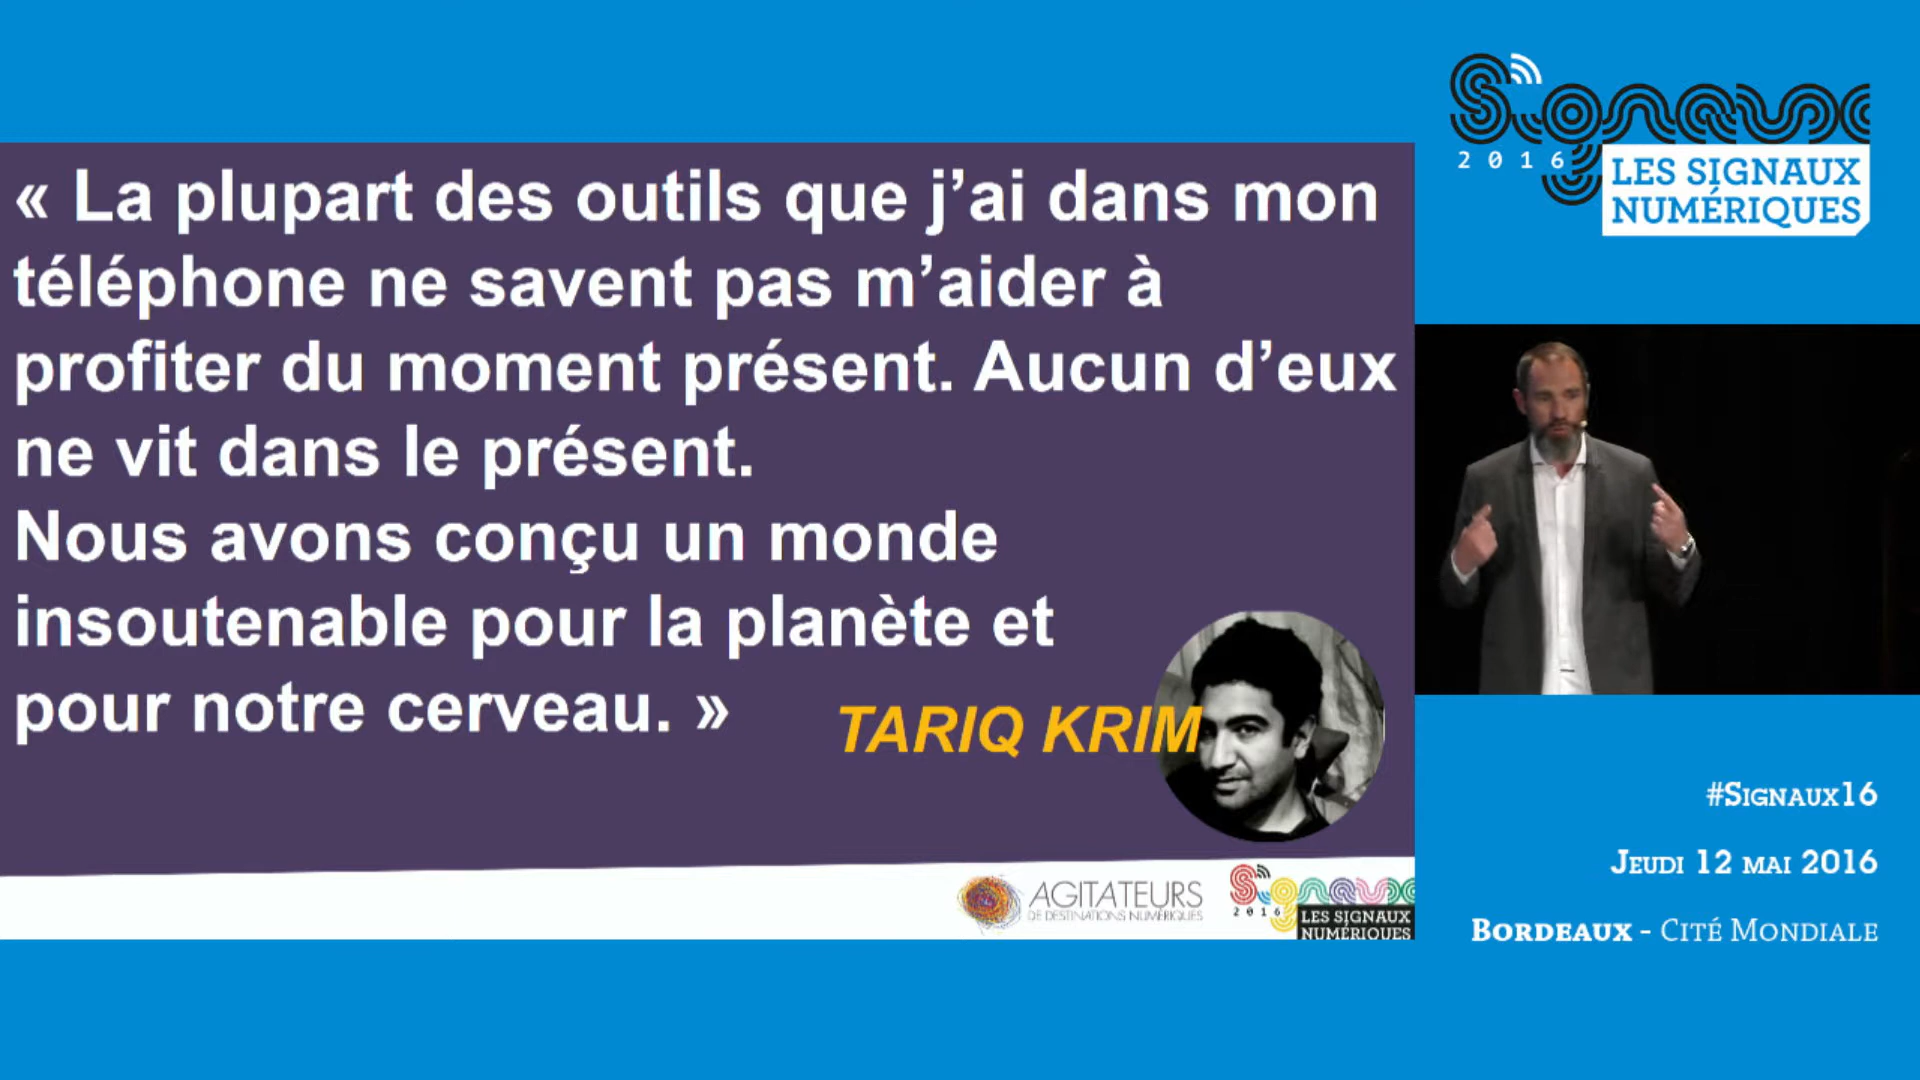 « La plupart des outils que j’ai dans mon
téléphone ne savent pas m’aider à
profiter du moment présent. Aucun d’eux
ne vit dans le présent.
Nous avons conçu un monde
insoutenable pour la planète et
pour notre cerveau. »
TARIQ KRIM
AGITATEURS
DE DESTINATIONS NUMÉRIQUES
Signaux
2016
LES SIGNAUX
NUMÉRIQUES
Signaux
2016
LES SIGNAUX
NUMÉRIQUES
#Signaux16
Jeudi 12 mai 2016
Bordeaux - Cité Mondiale